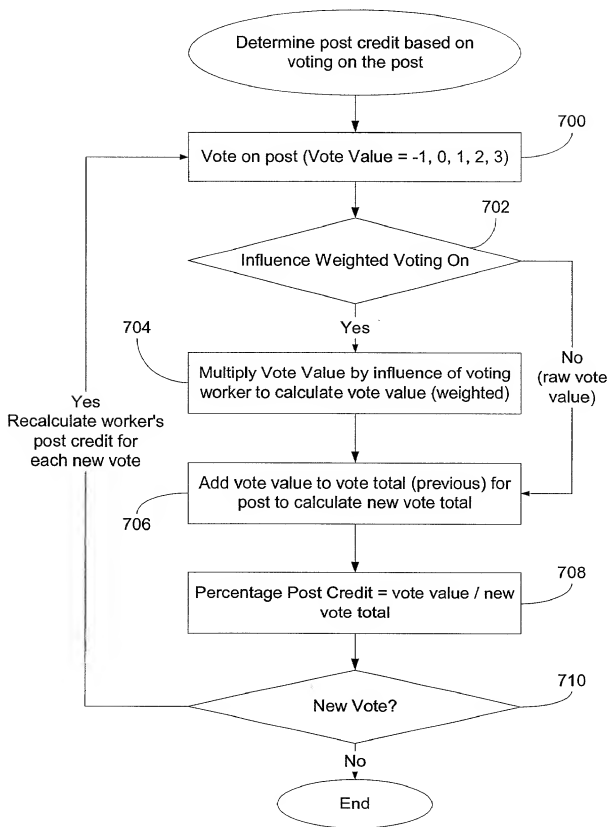 Determine post credit based on
voting on the post
700
Vote on post (Vote Value = -1, 0, 1, 2, 3)
702
Influence Weighted Voting On
Yes
No
(raw vote
value)
704
Multiply Vote Value by influence of voting
worker to calculate vote value (weighted)
Yes
Recalculate worker's
post credit for
each new vote
Add vote value to vote total (previous) for
post to calculate new vote total
706
708
Percentage Post Credit = vote value / new
vote total
710
New Vote?
No
End